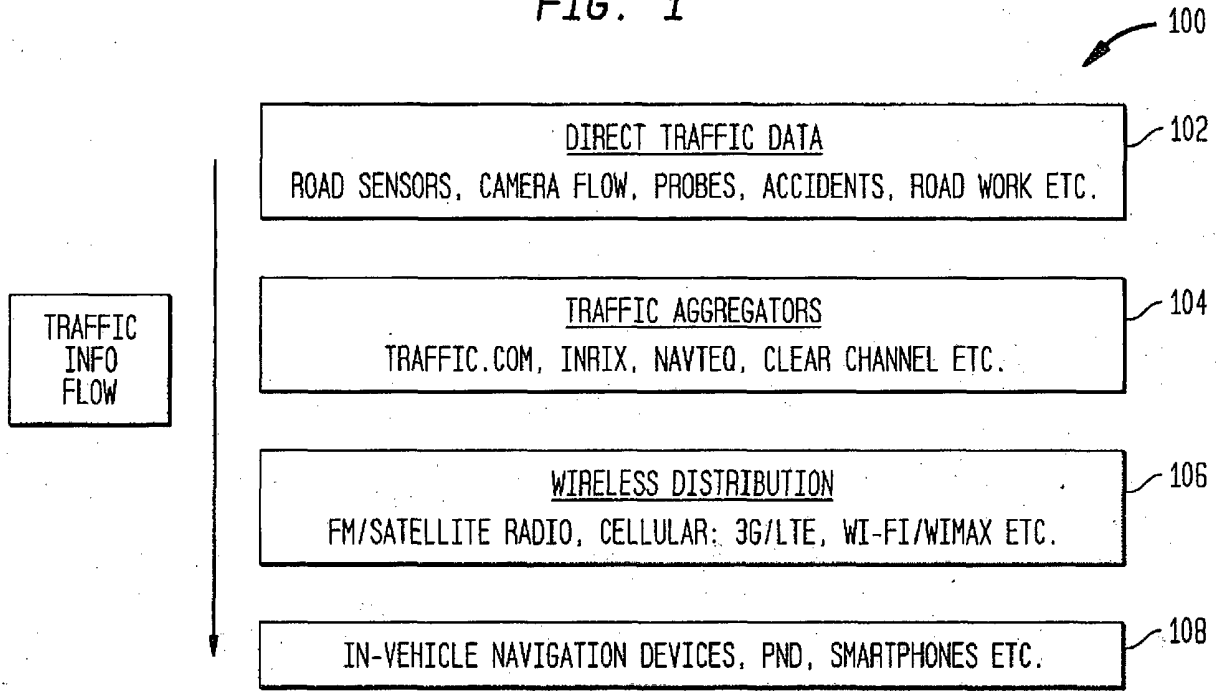 FIG. 1
100
DIRECT TRAFFIC DATA
ROAD SENSORS, CAMERA FLOW, PROBES, ACCIDENTS, ROAD WORK ETC.
102
TRAFFIC AGGREGATORS
TRAFFIC.COM, INRIX, NAVTEQ, CLEAR CHANNEL ETC.
104
TRAFFIC
INFO
FLOW
WIRELESS DISTRIBUTION
FM/SATELLITE RADIO, CELLULAR: 3G/LTE, WI-FI/WIMAX ETC.
106
IN-VEHICLE NAVIGATION DEVICES, PND, SMARTPHONES ETC.
108